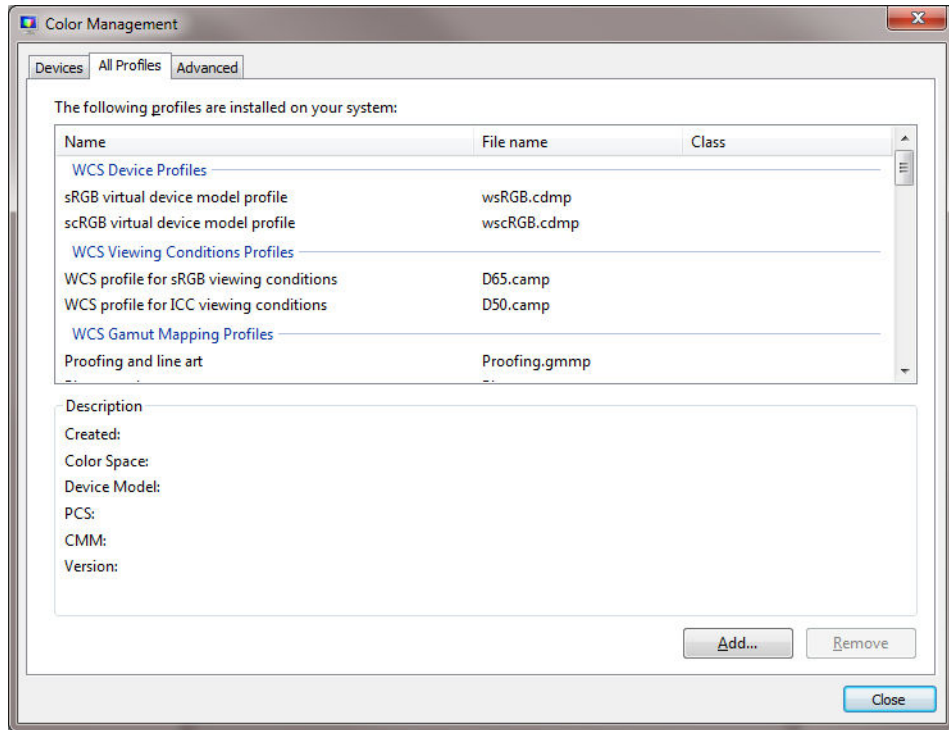 Color Management
Devices All Profiles Advanced
The following profiles are installed on your system:
Name File name Class
WCS Device Profiles
sRGB virtual device model profile wsRGB.cdmp
scRGB virtual device model profile wscRGB.cdmp
WCS Viewing Conditions Profiles
WCS profile for sRGB viewing conditions D65.camp
WCS profile for ICC viewing conditions D50.camp
WCS Gamut Mapping Profiles
Proofing and line art Proofing.gmmp
Description
Created:
Color Space:
Device Model:
PCS:
CMM:
Version:
Add... Remove
Close